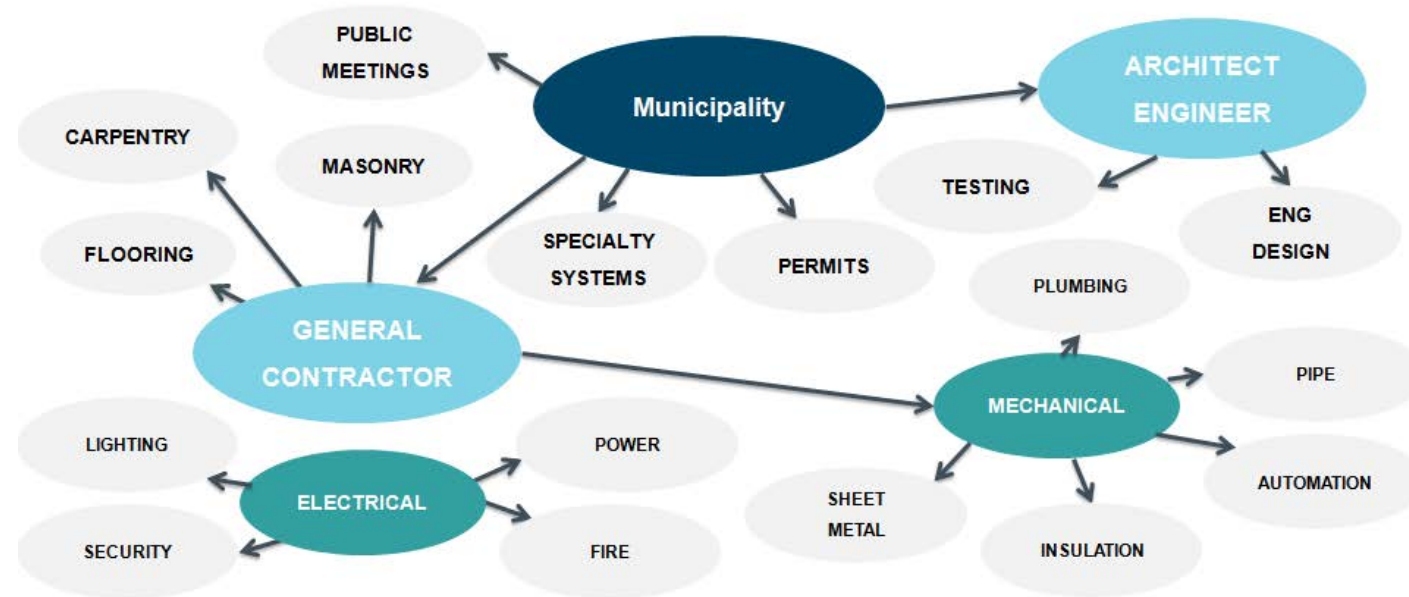 PUBLIC
MEETINGS
Municipality
ARCHITECT
ENGINEER
CARPENTRY
MASONRY
TESTING
ENG
DESIGN
FLOORING
SPECIALTY
SYSTEMS
PERMITS
PLUMBING
GENERAL
CONTRACTOR
MECHANICAL
PIPE
LIGHTING
POWER
ELECTRICAL
SHEET
METAL
AUTOMATION
SECURITY
FIRE
INSULATION